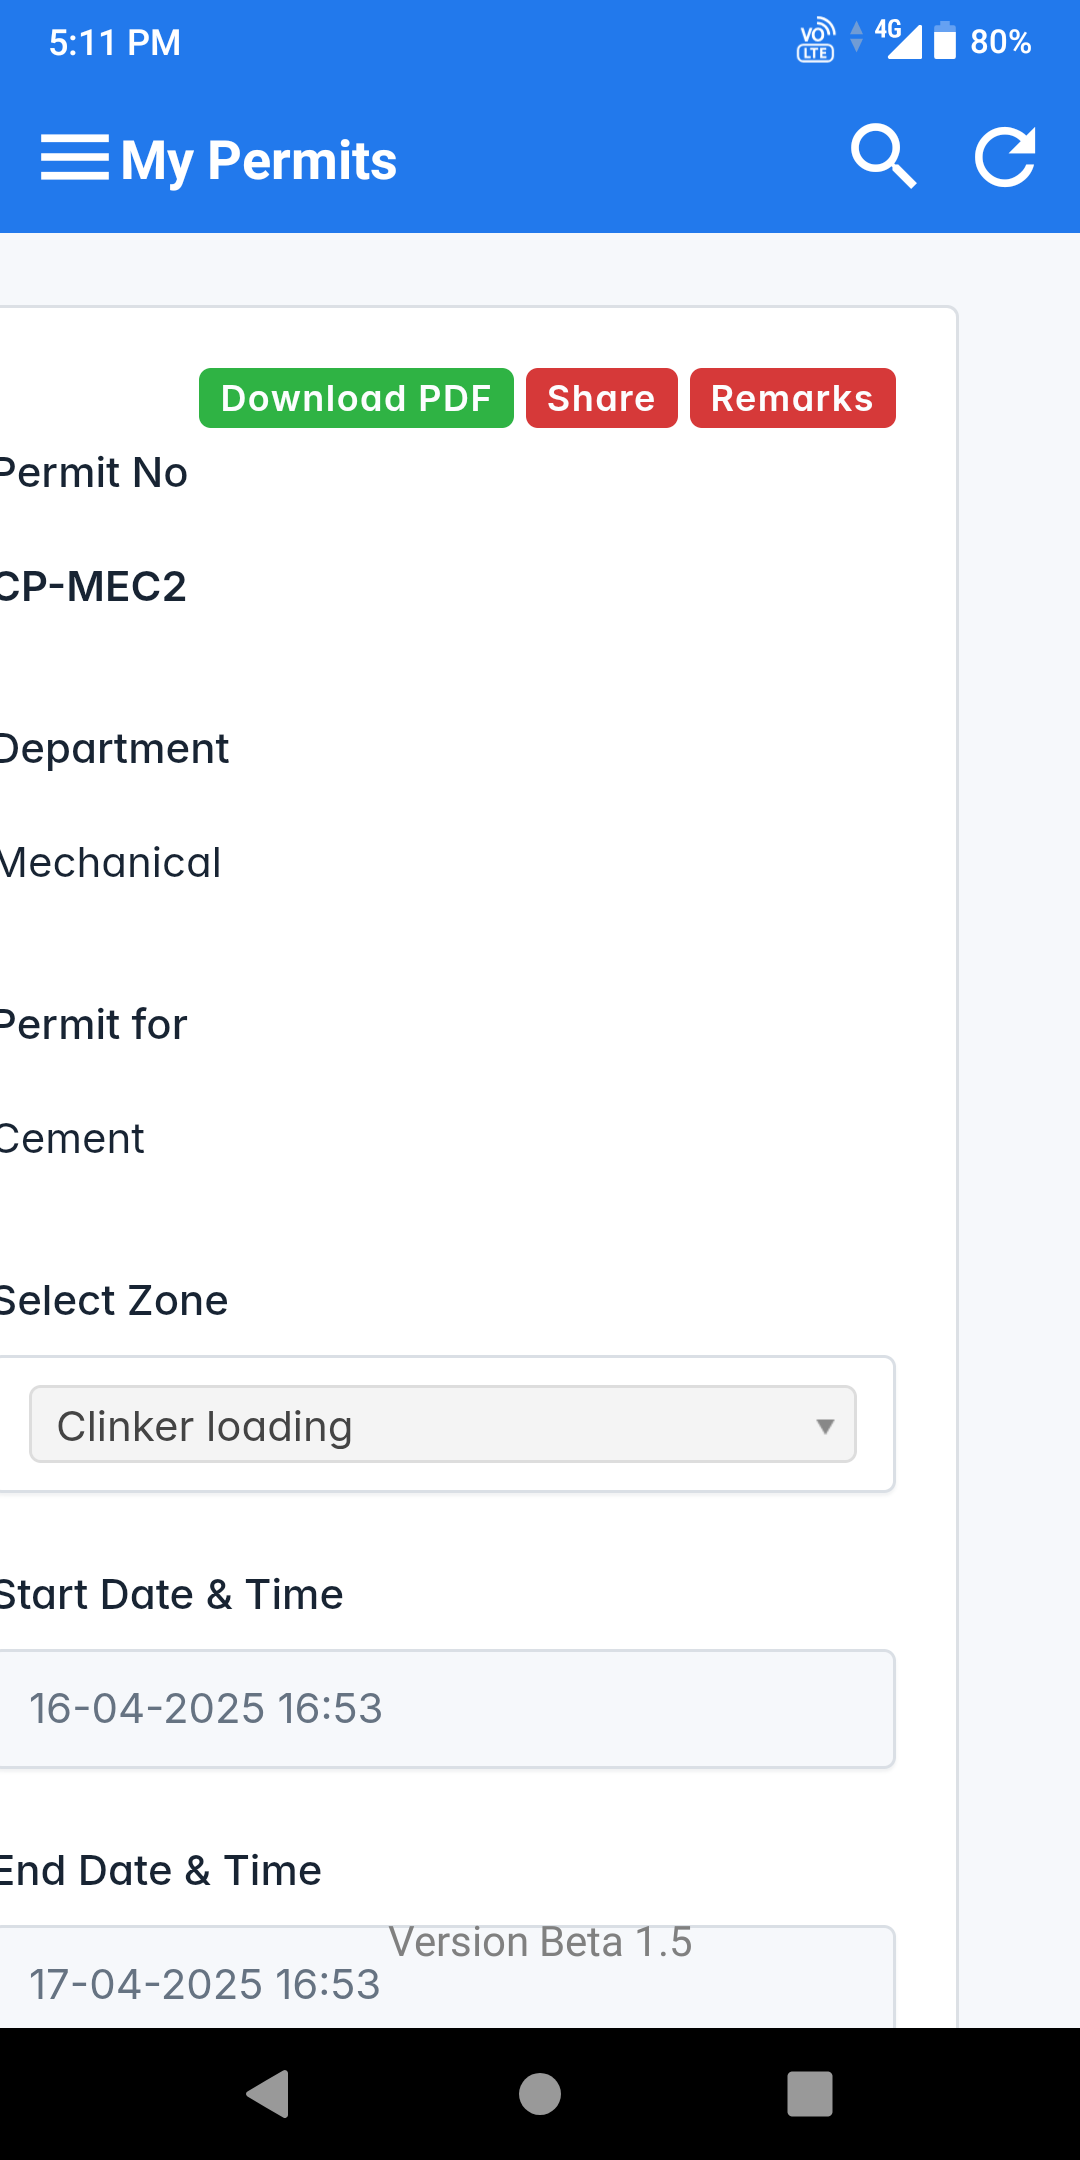 5:11 PM
VO LTE 4G 80%
My Permits
Download PDF Share Remarks
Permit No
CP-MEC2
Department
Mechanical
Permit for
Cement
Select Zone
Clinker loading
Start Date & Time
16-04-2025 16:53
End Date & Time
Version Beta 1.5
17-04-2025 16:53